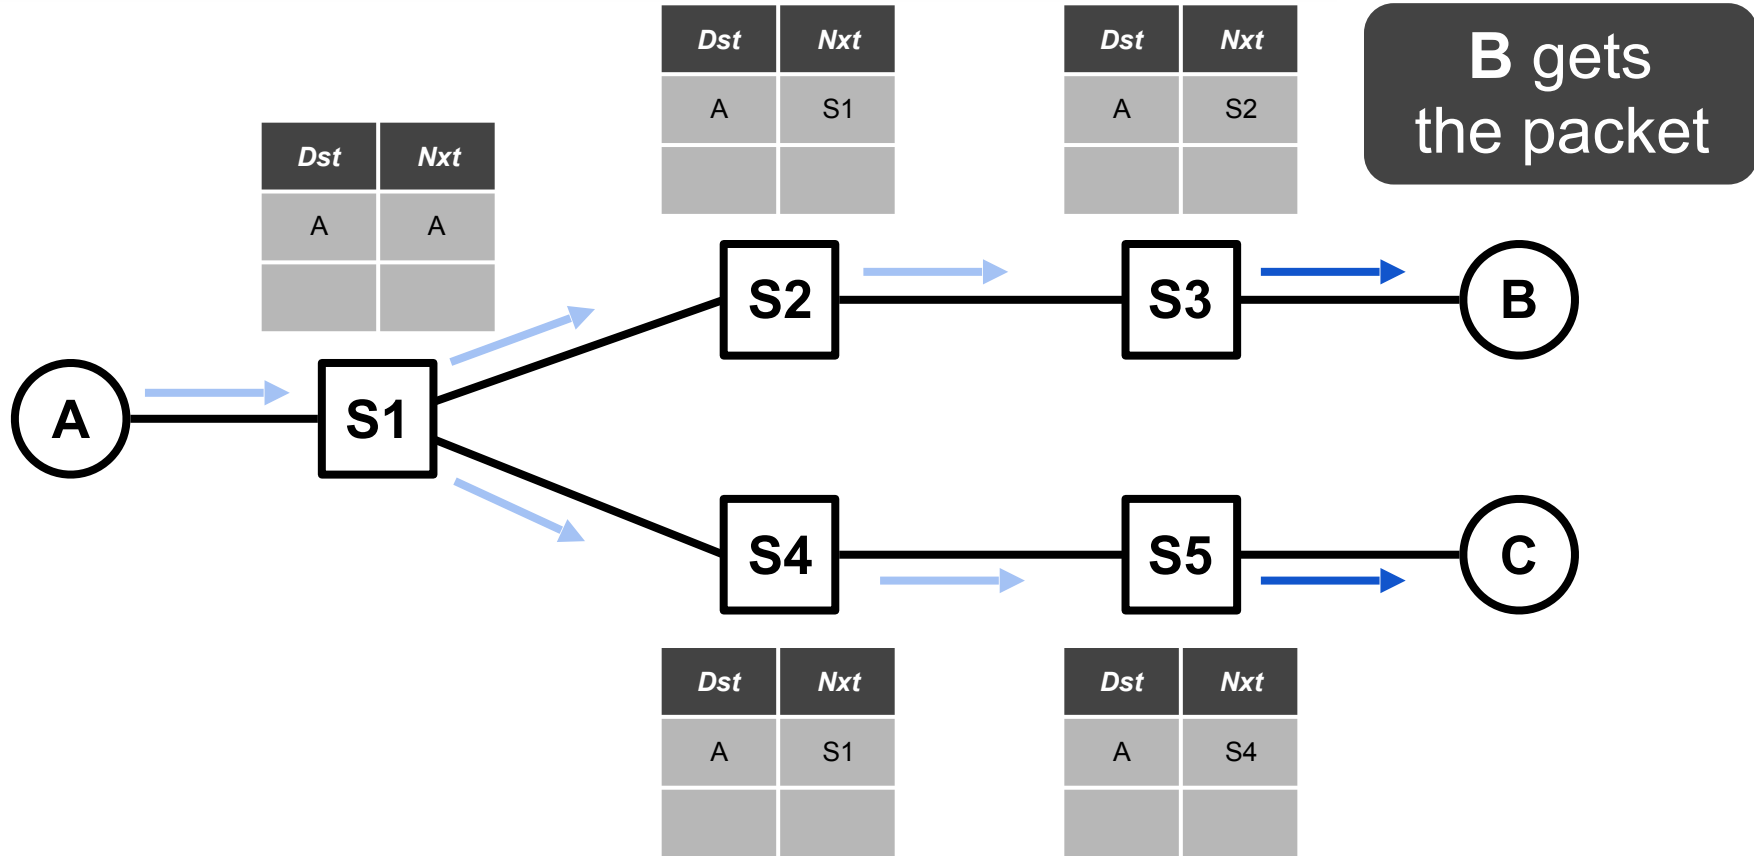 Dst Nxt
A S1
Dst Nxt
A S2
B gets
the packet
Dst Nxt
A A
S2
S3
B
A
S1
S4
S5
C
Dst Nxt
A S1
Dst Nxt
A S4